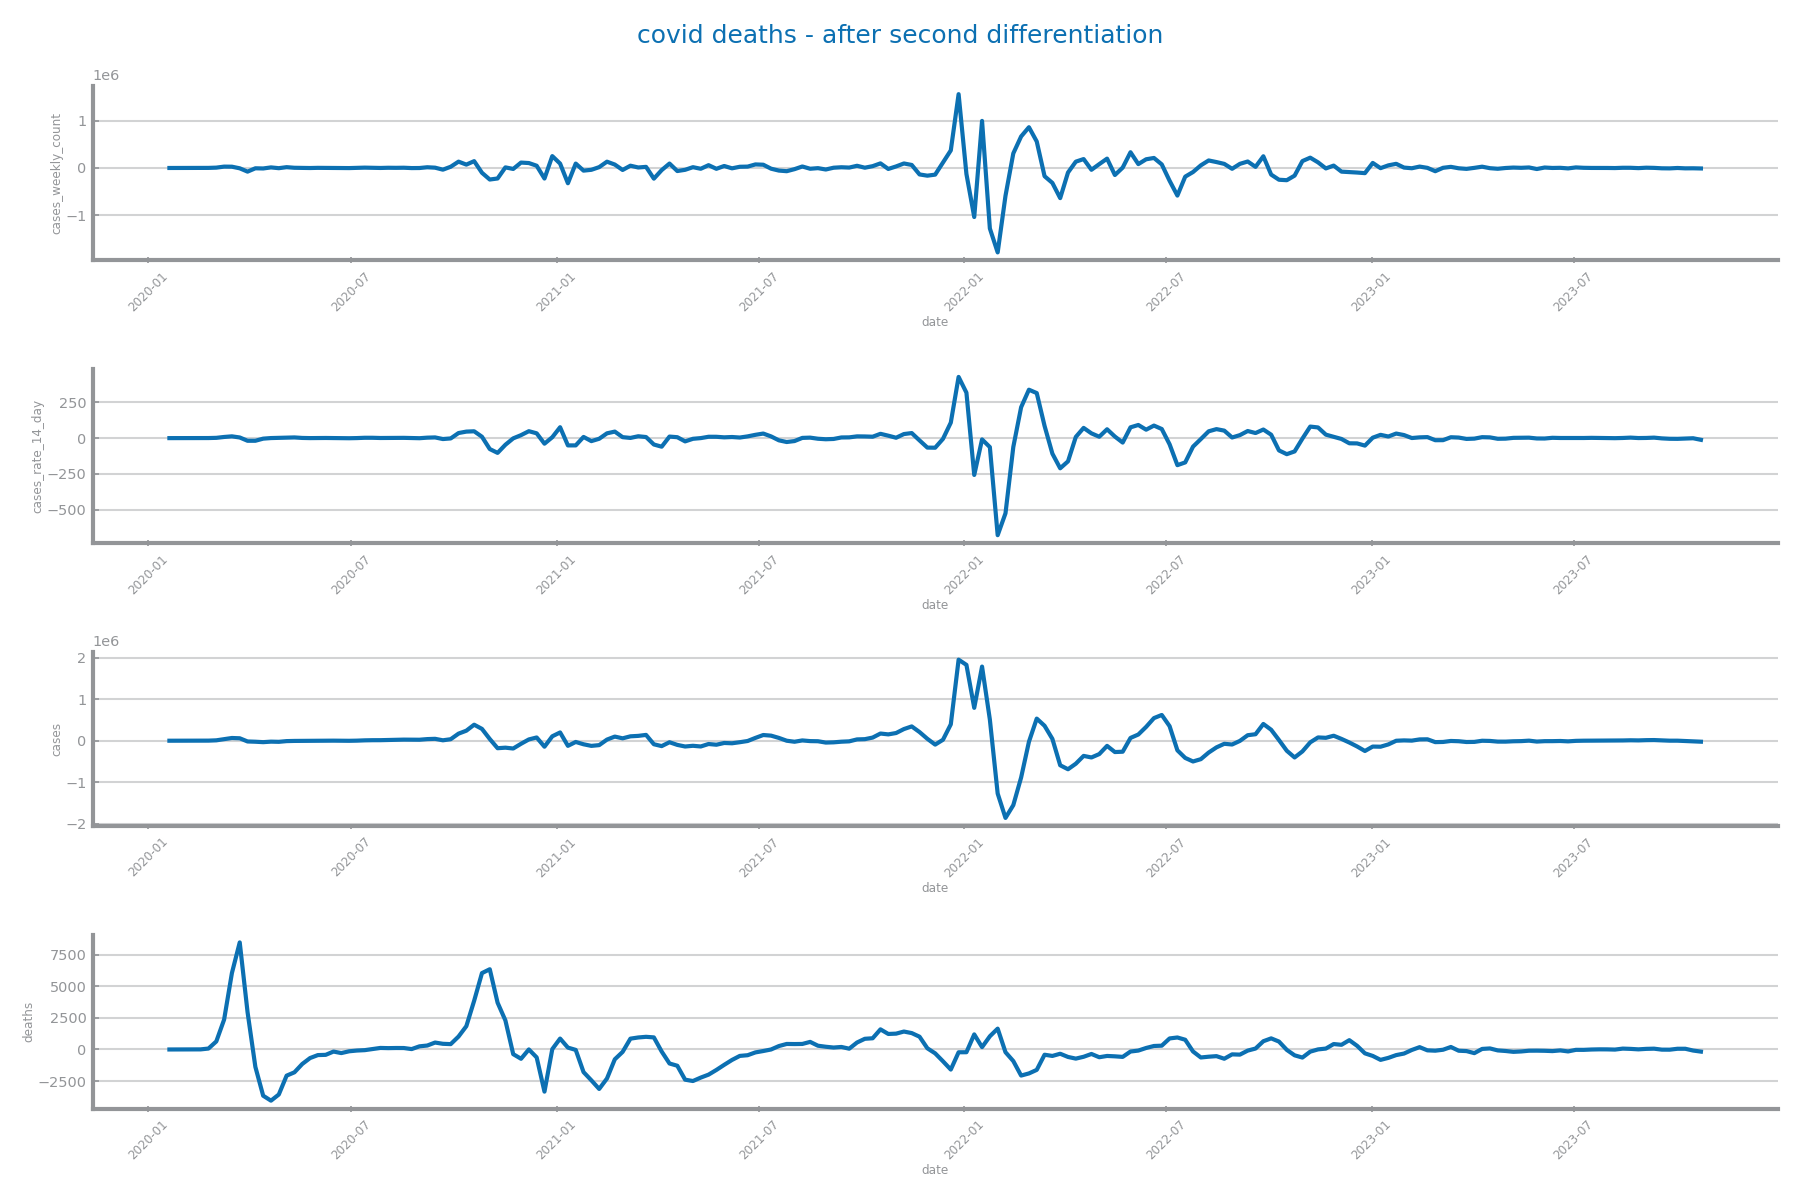 covid deaths - after second differentiation
1e6
cases_weekly_count
1
0
−1
2020-01 2020-07 2021-01 2021-07 2022-01 2022-07 2023-01 2023-07
date
cases_rate_14_day
250
0
−250
−500
2020-01 2020-07 2021-01 2021-07 2022-01 2022-07 2023-01 2023-07
date
1e6
cases
2
1
0
−1
−2
2020-01 2020-07 2021-01 2021-07 2022-01 2022-07 2023-01 2023-07
date
deaths
7500
5000
2500
0
−2500
2020-01 2020-07 2021-01 2021-07 2022-01 2022-07 2023-01 2023-07
date